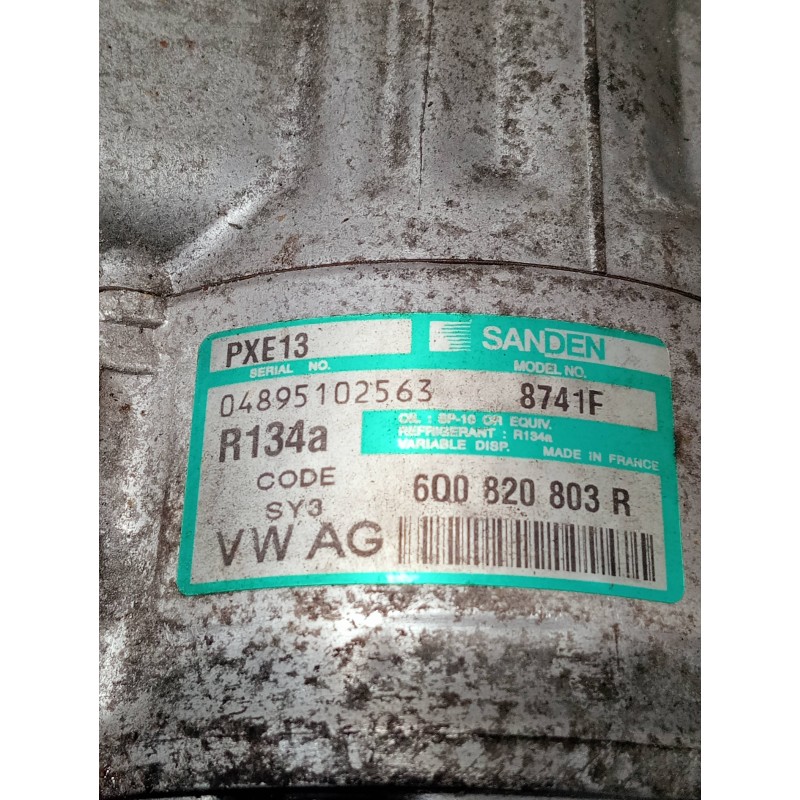 PXE13 SANDEN
SERIAL NO. MODEL NO.
04895102563 8741F
R134a OIL : SP-10 OR EQUIV.
REFRIGERANT : R134a
VARIABLE DISP. MADE IN FRANCE
CODE 6Q0 820 803 R
SY3
VW AG